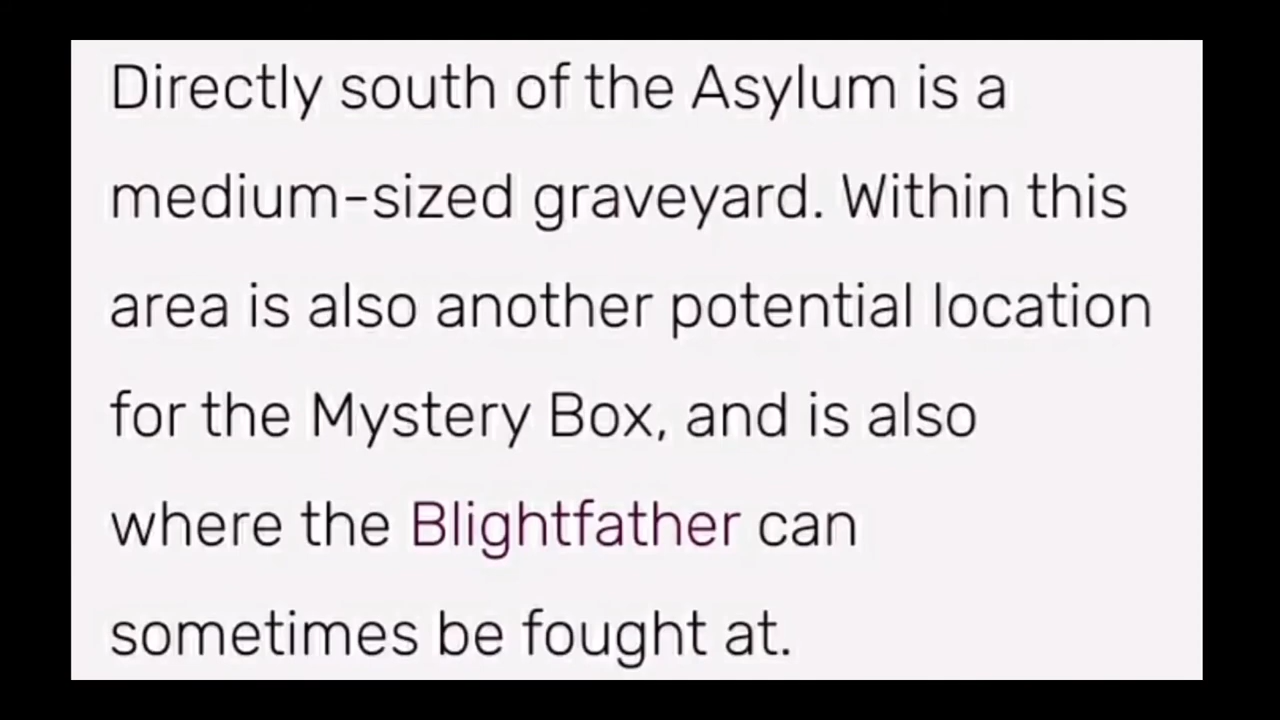 Directly south of the Asylum is a
medium-sized graveyard. Within this
area is also another potential location
for the Mystery Box, and is also
where the Blightfather can
sometimes be fought at.